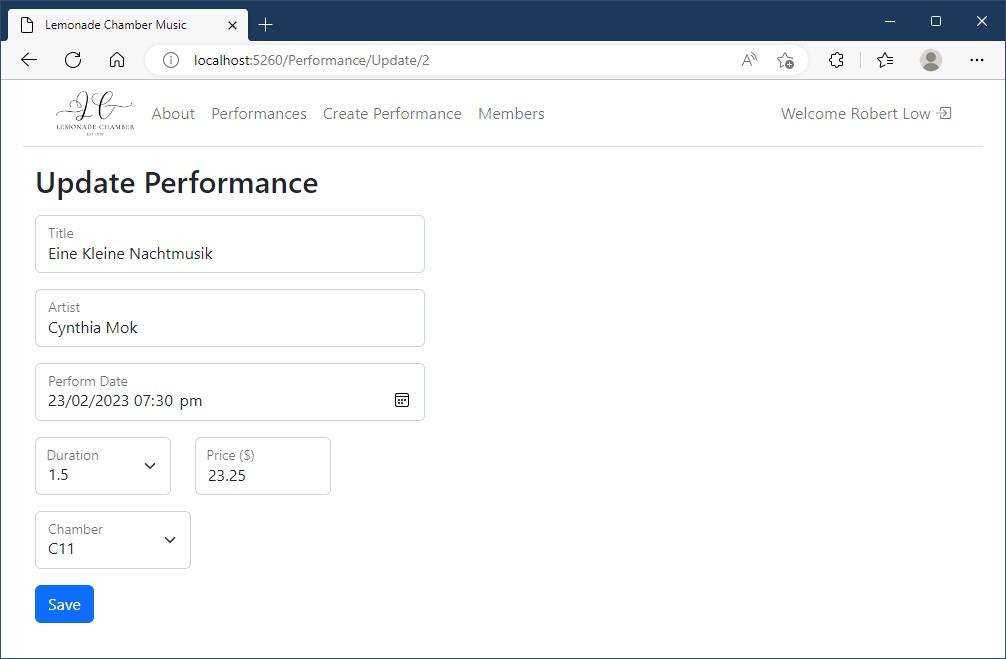 Lemonade Chamber Music
localhost:5260/Performance/Update/2
LC
LEMONADE CHAMBER
About Performances Create Performance Members Welcome Robert Low
Update Performance
Title
Eine Kleine Nachtmusik
Artist
Cynthia Mok
Perform Date
23/02/2023 07:30 pm
Duration Price ($)
1.5 23.25
Chamber
C11
Save